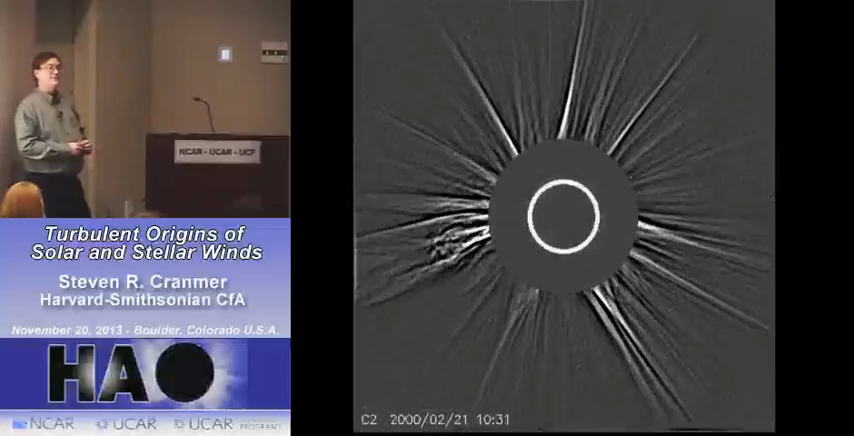 NCAR - UCAR - UCP
Turbulent Origins of
Solar and Stellar Winds
Steven R. Cranmer
Harvard-Smithsonian CfA
November 20, 2013 - Boulder, Colorado U.S.A.
HAO
NCAR UCAR UCAR
C2 2000/02/21 10:31